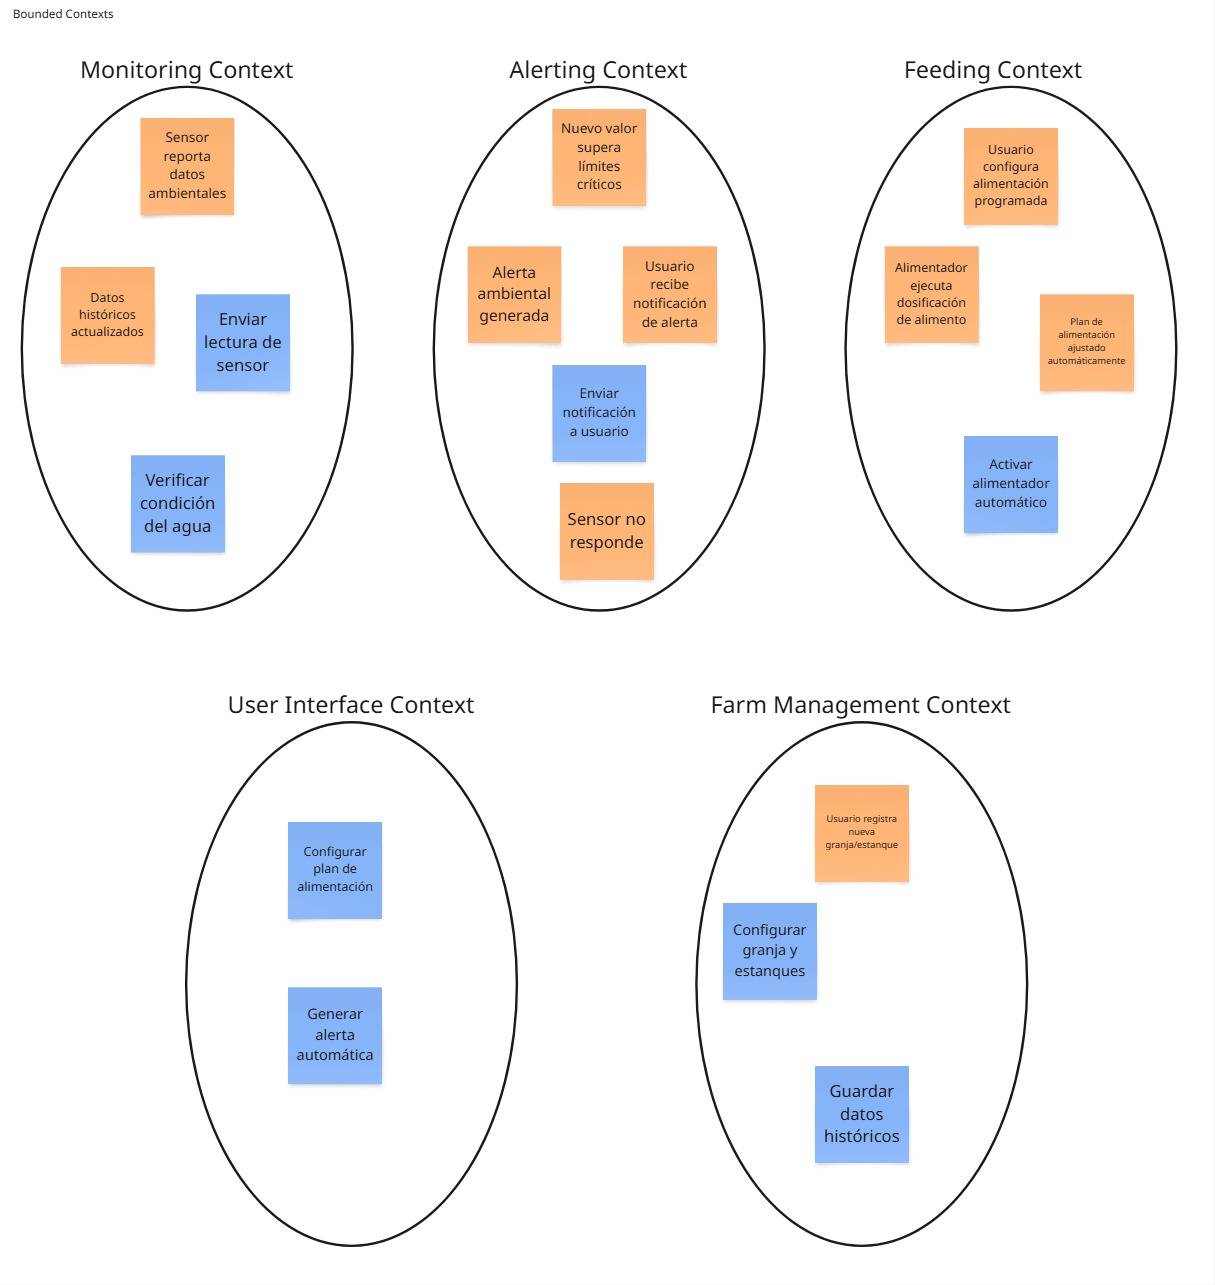 Bounded Contexts
Monitoring Context
Sensor
reporta
datos
ambientales
Datos
históricos
actualizados
Enviar
lectura de
sensor
Verificar
condición
del agua
Alerting Context
Nuevo valor
supera
límites
críticos
Alerta
ambiental
generada
Usuario
recibe
notificación
de alerta
Enviar
notificación
a usuario
Sensor no
responde
Feeding Context
Usuario
configura
alimentación
programada
Alimentador
ejecuta
dosificación
de alimento
Plan de
alimentación
ajustado
automáticamente
Activar
alimentador
automático
User Interface Context
Configurar
plan de
alimentación
Generar
alerta
automática
Farm Management Context
Usuario registra
nueva
granja/estanque
Configurar
granja y
estanques
Guardar
datos
históricos